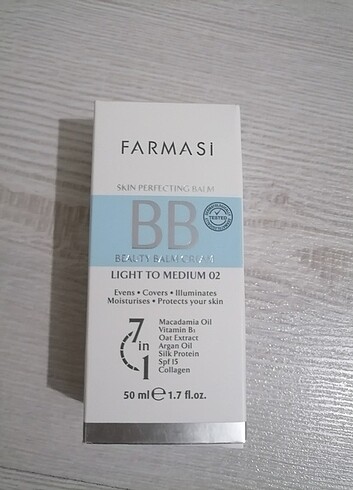 FARMASİ
SKIN PERFECTING BALM
BB
TESTED
BEAUTY BALM CREAM
LIGHT TO MEDIUM 02
Evens • Covers • Illuminates
Moisturises • Protects your skin
7 in 1
Macadamia Oil
Vitamin B₅
Oat Extract
Argan Oil
Silk Protein
Spf 15
Collagen
50 ml ℮ 1.7 fl.oz.